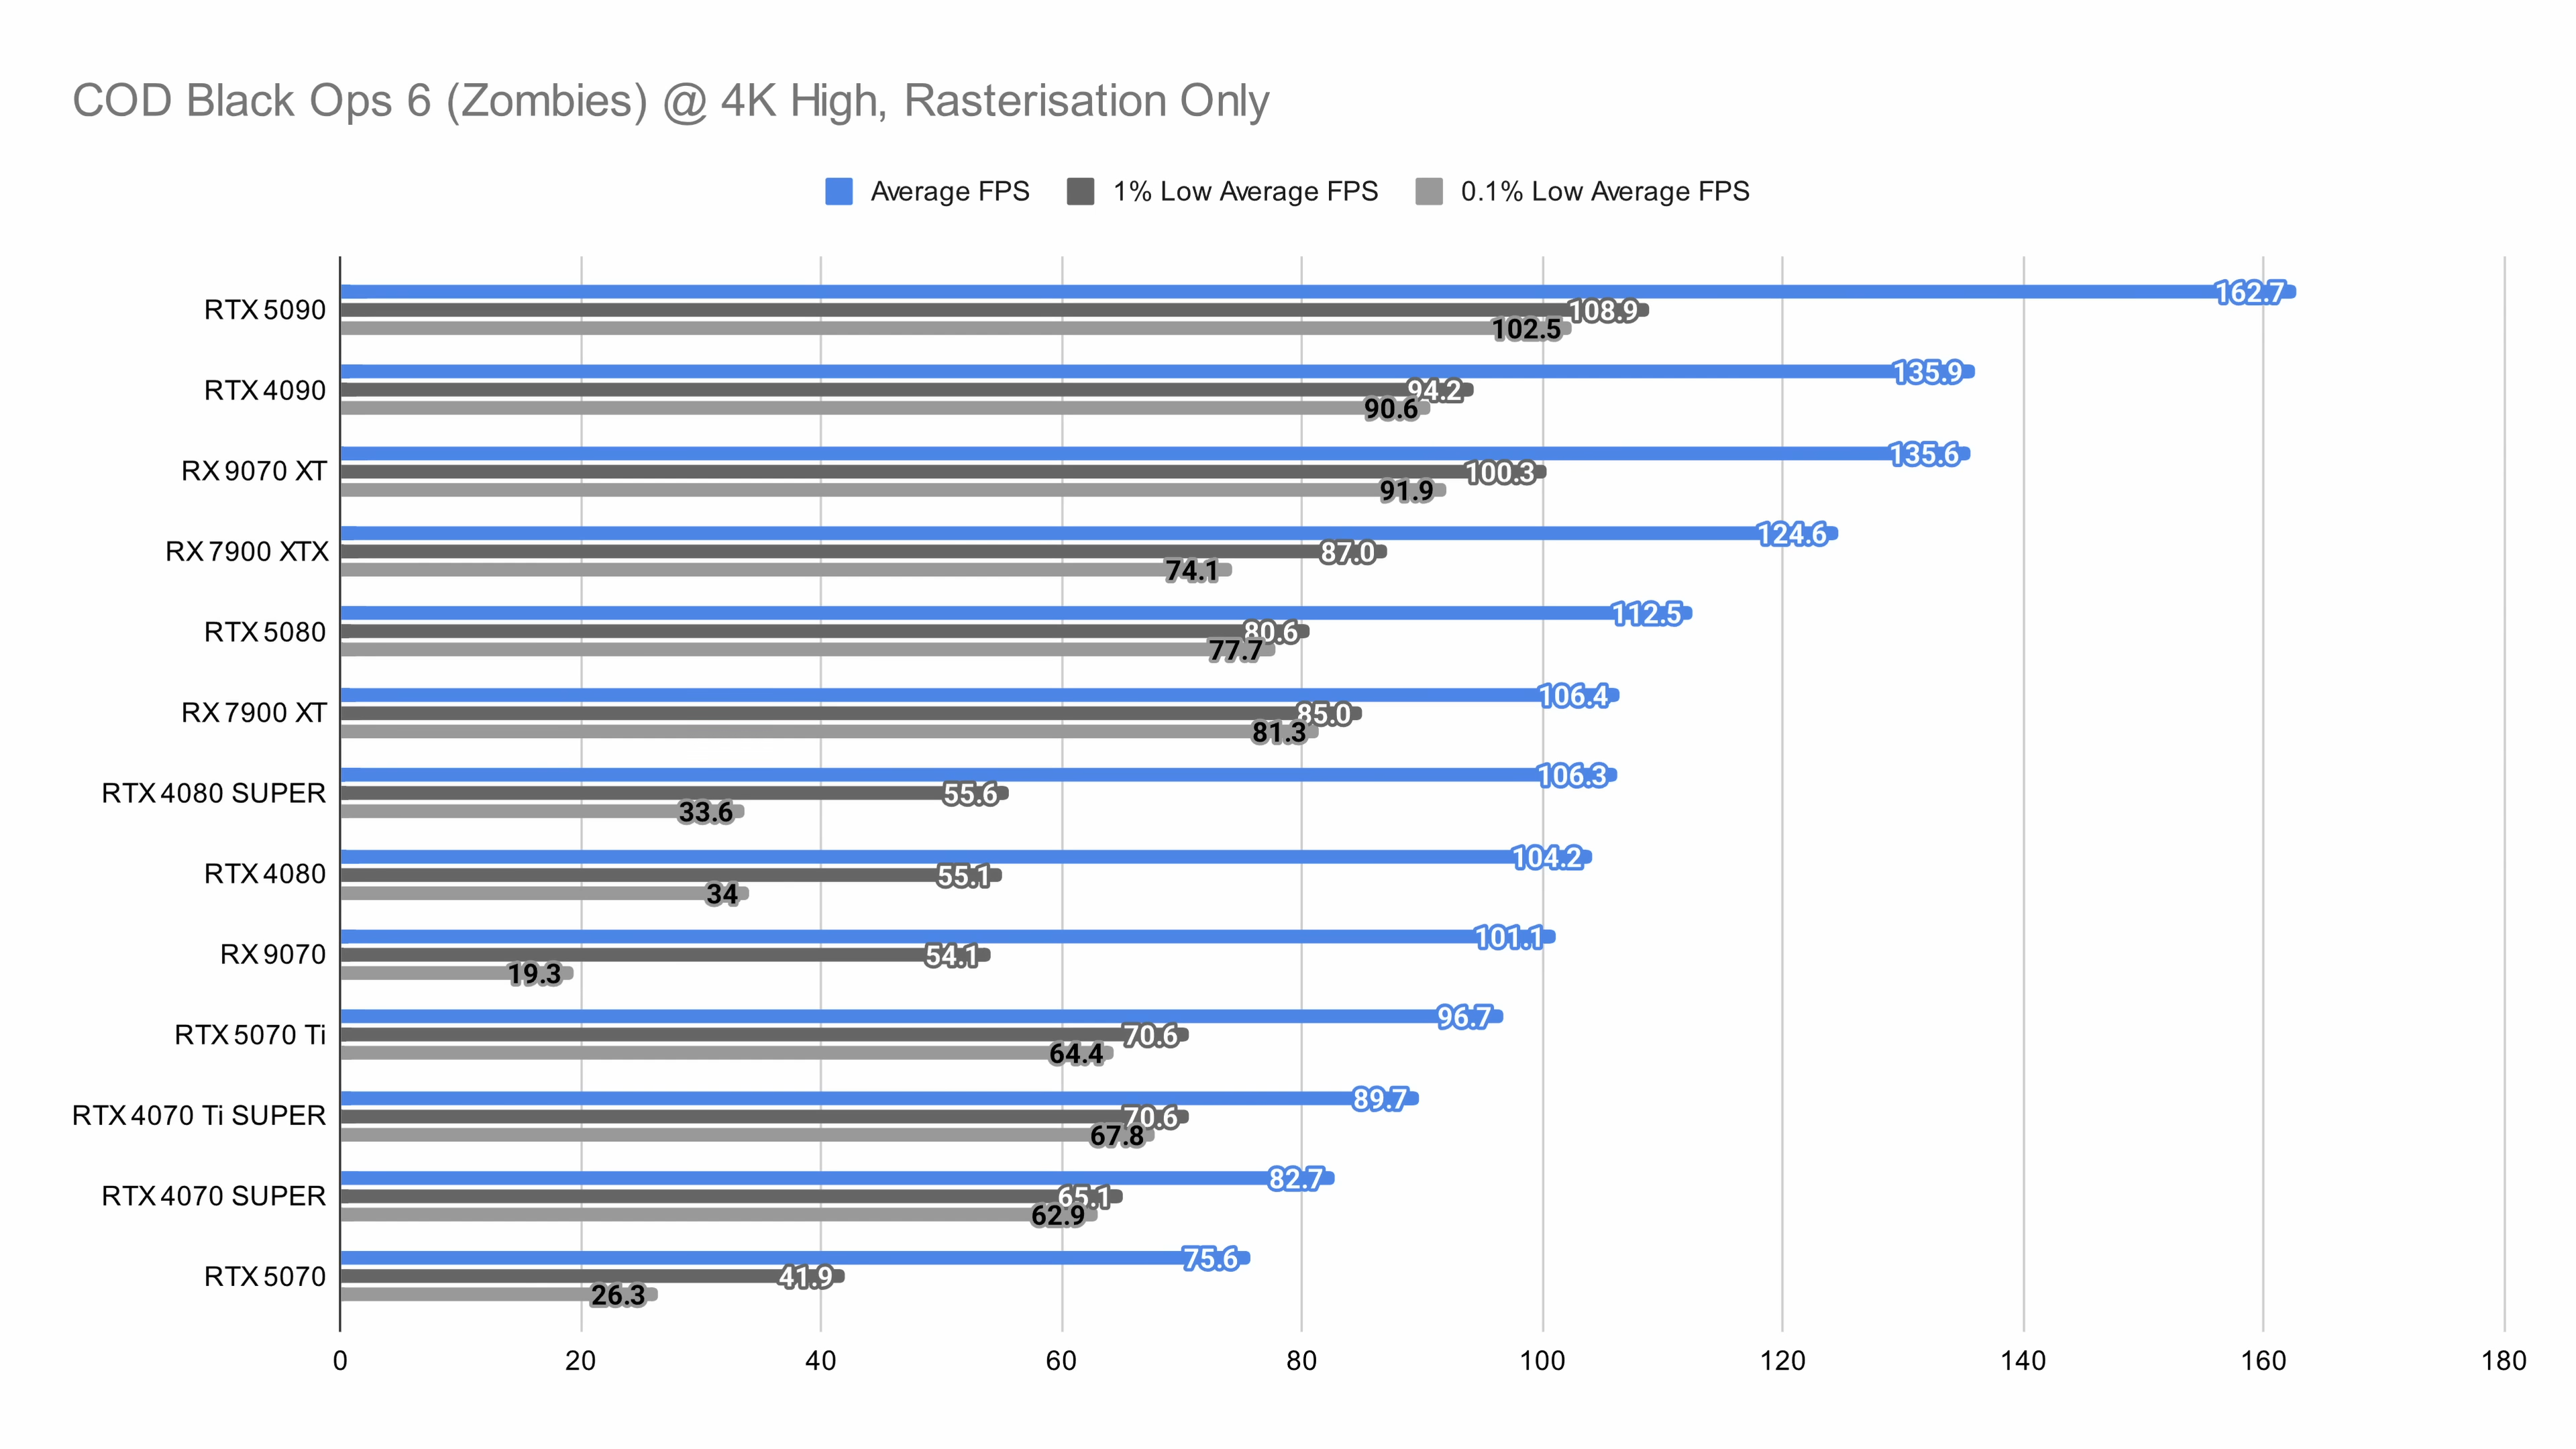 COD Black Ops 6 (Zombies) @ 4K High, Rasterisation Only
Average FPS 1% Low Average FPS 0.1% Low Average FPS
RTX 5090 162.7 108.9 102.5
RTX 4090 135.9 94.2 90.6
RX 9070 XT 135.6 100.3 91.9
RX 7900 XTX 124.6 87.0 74.1
RTX 5080 112.5 80.6 77.7
RX 7900 XT 106.4 85.0 81.3
RTX 4080 SUPER 106.3 55.6 33.6
RTX 4080 104.2 55.1 34
RX 9070 101.1 54.1 19.3
RTX 5070 Ti 96.7 70.6 64.4
RTX 4070 Ti SUPER 89.7 70.6 67.8
RTX 4070 SUPER 82.7 65.1 62.9
RTX 5070 75.6 41.9 26.3
0 20 40 60 80 100 120 140 160 180